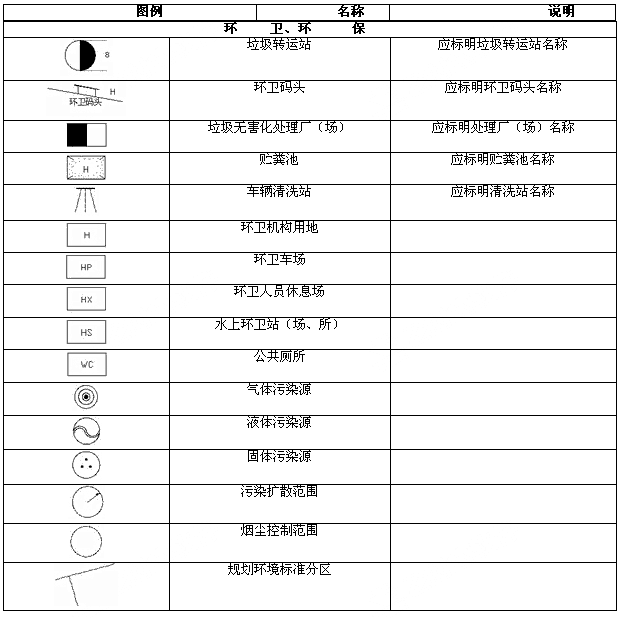 图例 名称 说明
环 卫、环 保
8 垃圾转运站 应标明垃圾转运站名称
H 环卫码头 环卫码头 应标明环卫码头名称
垃圾无害化处理厂（场） 应标明处理厂（场）名称
H 贮粪池 应标明贮粪池名称
车辆清洗站 应标明清洗站名称
H 环卫机构用地
HP 环卫车场
HX 环卫人员休息场
HS 水上环卫站（场、所）
WC 公共厕所
气体污染源
液体污染源
固体污染源
污染扩散范围
烟尘控制范围
规划环境标准分区